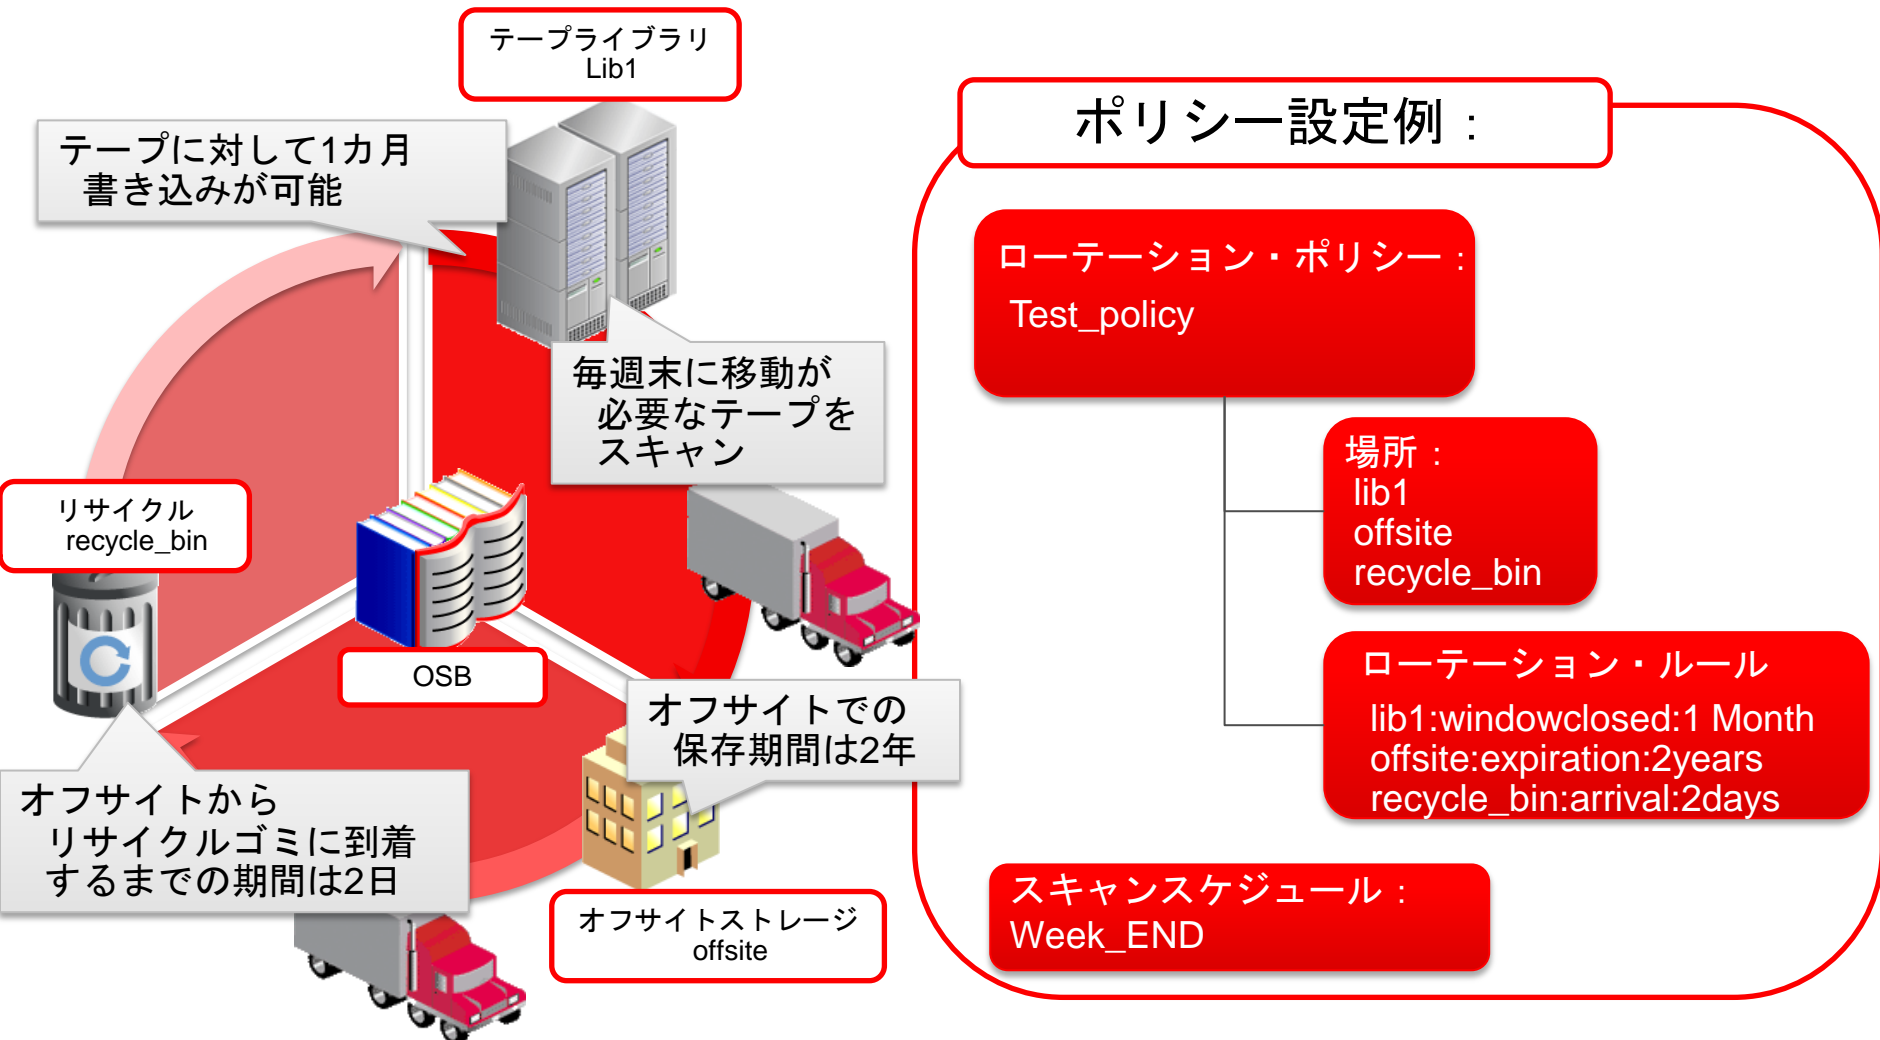 テープライブラリ
Lib1
テープに対して1カ月
書き込みが可能
毎週末に移動が
必要なテープを
スキャン
リサイクル
recycle_bin
OSB
オフサイトでの
保存期間は2年
オフサイトから
リサイクルゴミに到着
するまでの期間は2日
オフサイトストレージ
offsite
ポリシー設定例：
ローテーション・ポリシー：
Test_policy
場所：
lib1
offsite
recycle_bin
ローテーション・ルール
lib1:windowclosed:1 Month
offsite:expiration:2years
recycle_bin:arrival:2days
スキャンスケジュール：
Week_END